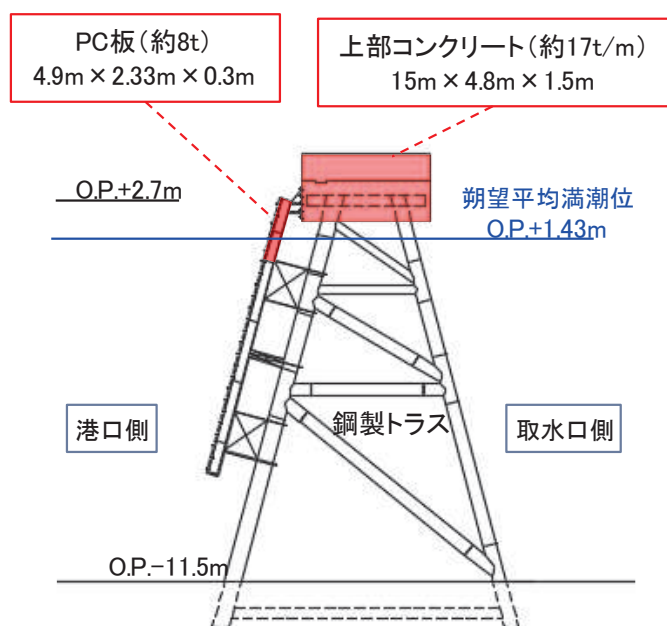 PC板(約8t)
4.9m×2.33m×0.3m
上部コンクリート(約17t/m)
15m×4.8m×1.5m
O.P.+2.7m
朔望平均満潮位
O.P.+1.43m
港口側
鋼製トラス
取水口側
O.P.-11.5m